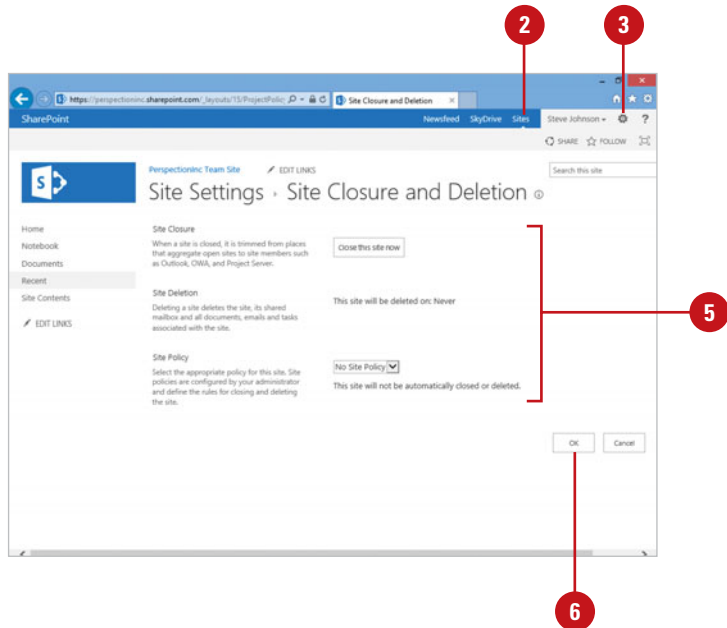 2
3
https://perspectioninc.sharepoint.com/_layouts/15/ProjectPolic
Site Closure and Deletion
SharePoint
Newsfeed SkyDrive Sites Steve Johnson ?
SHARE FOLLOW
S
Perspectioninc Team Site EDIT LINKS
Search this site
Site Settings › Site Closure and Deletion
Home
Notebook
Documents
Recent
Site Contents
EDIT LINKS
Site Closure
When a site is closed, it is trimmed from places
that aggregate open sites to site members such
as Outlook, OWA, and Project Server.
Close this site now
Site Deletion
Deleting a site deletes the site, its shared
mailbox and all documents, emails and tasks
associated with the site.
This site will be deleted on: Never
5
Site Policy
Select the appropriate policy for this site. Site
policies are configured by your administrator
and define the rules for closing and deleting
the site.
No Site Policy
This site will not be automatically closed or deleted.
OK Cancel
6